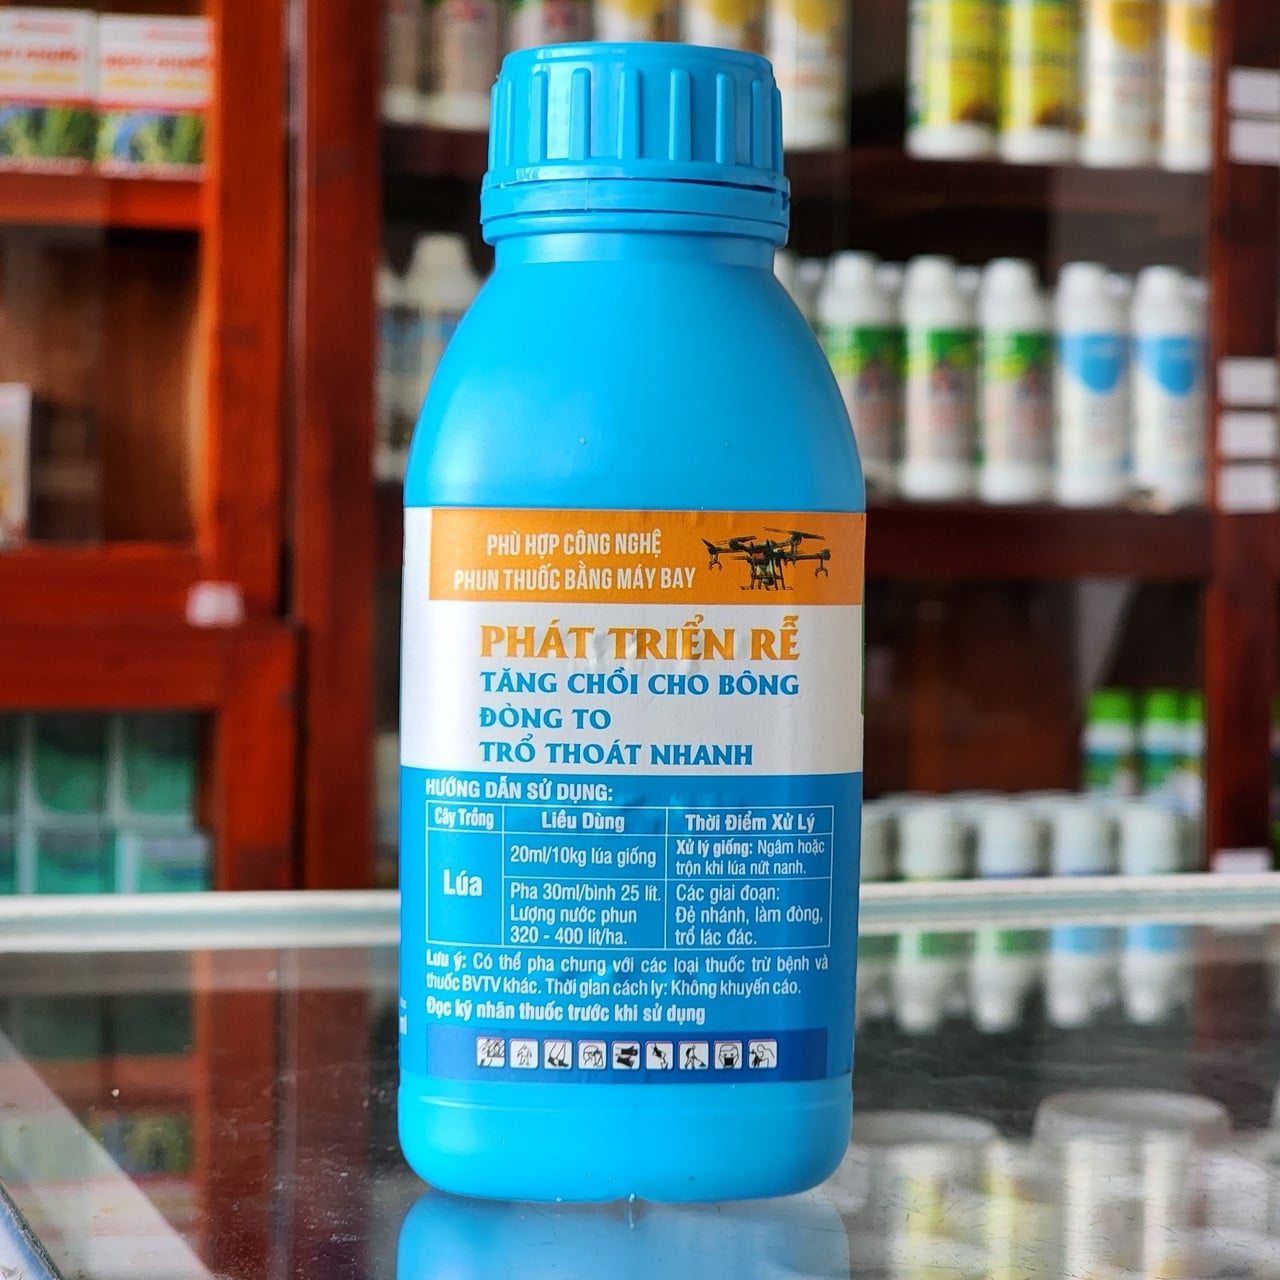 PHÙ HỢP CÔNG NGHỆ
PHUN THUỐC BẰNG MÁY BAY
PHÁT TRIỂN RỄ
TĂNG CHỒI CHO BÔNG
ĐÒNG TO
TRỔ THOÁT NHANH
HƯỚNG DẪN SỬ DỤNG:
Cây Trồng Liều Dùng Thời Điểm Xử Lý
Lúa
20ml/10kg lúa giống
Xử lý giống: Ngâm hoặc
trộn khi lúa nứt nanh.
Pha 30ml/bình 25 lít.
Lượng nước phun
320 - 400 lít/ha.
Các giai đoạn:
Đẻ nhánh, làm đòng,
trổ lác đác.
Lưu ý: Có thể pha chung với các loại thuốc trừ bệnh và
thuốc BVTV khác. Thời gian cách ly: Không khuyến cáo.
Đọc kỹ nhãn thuốc trước khi sử dụng